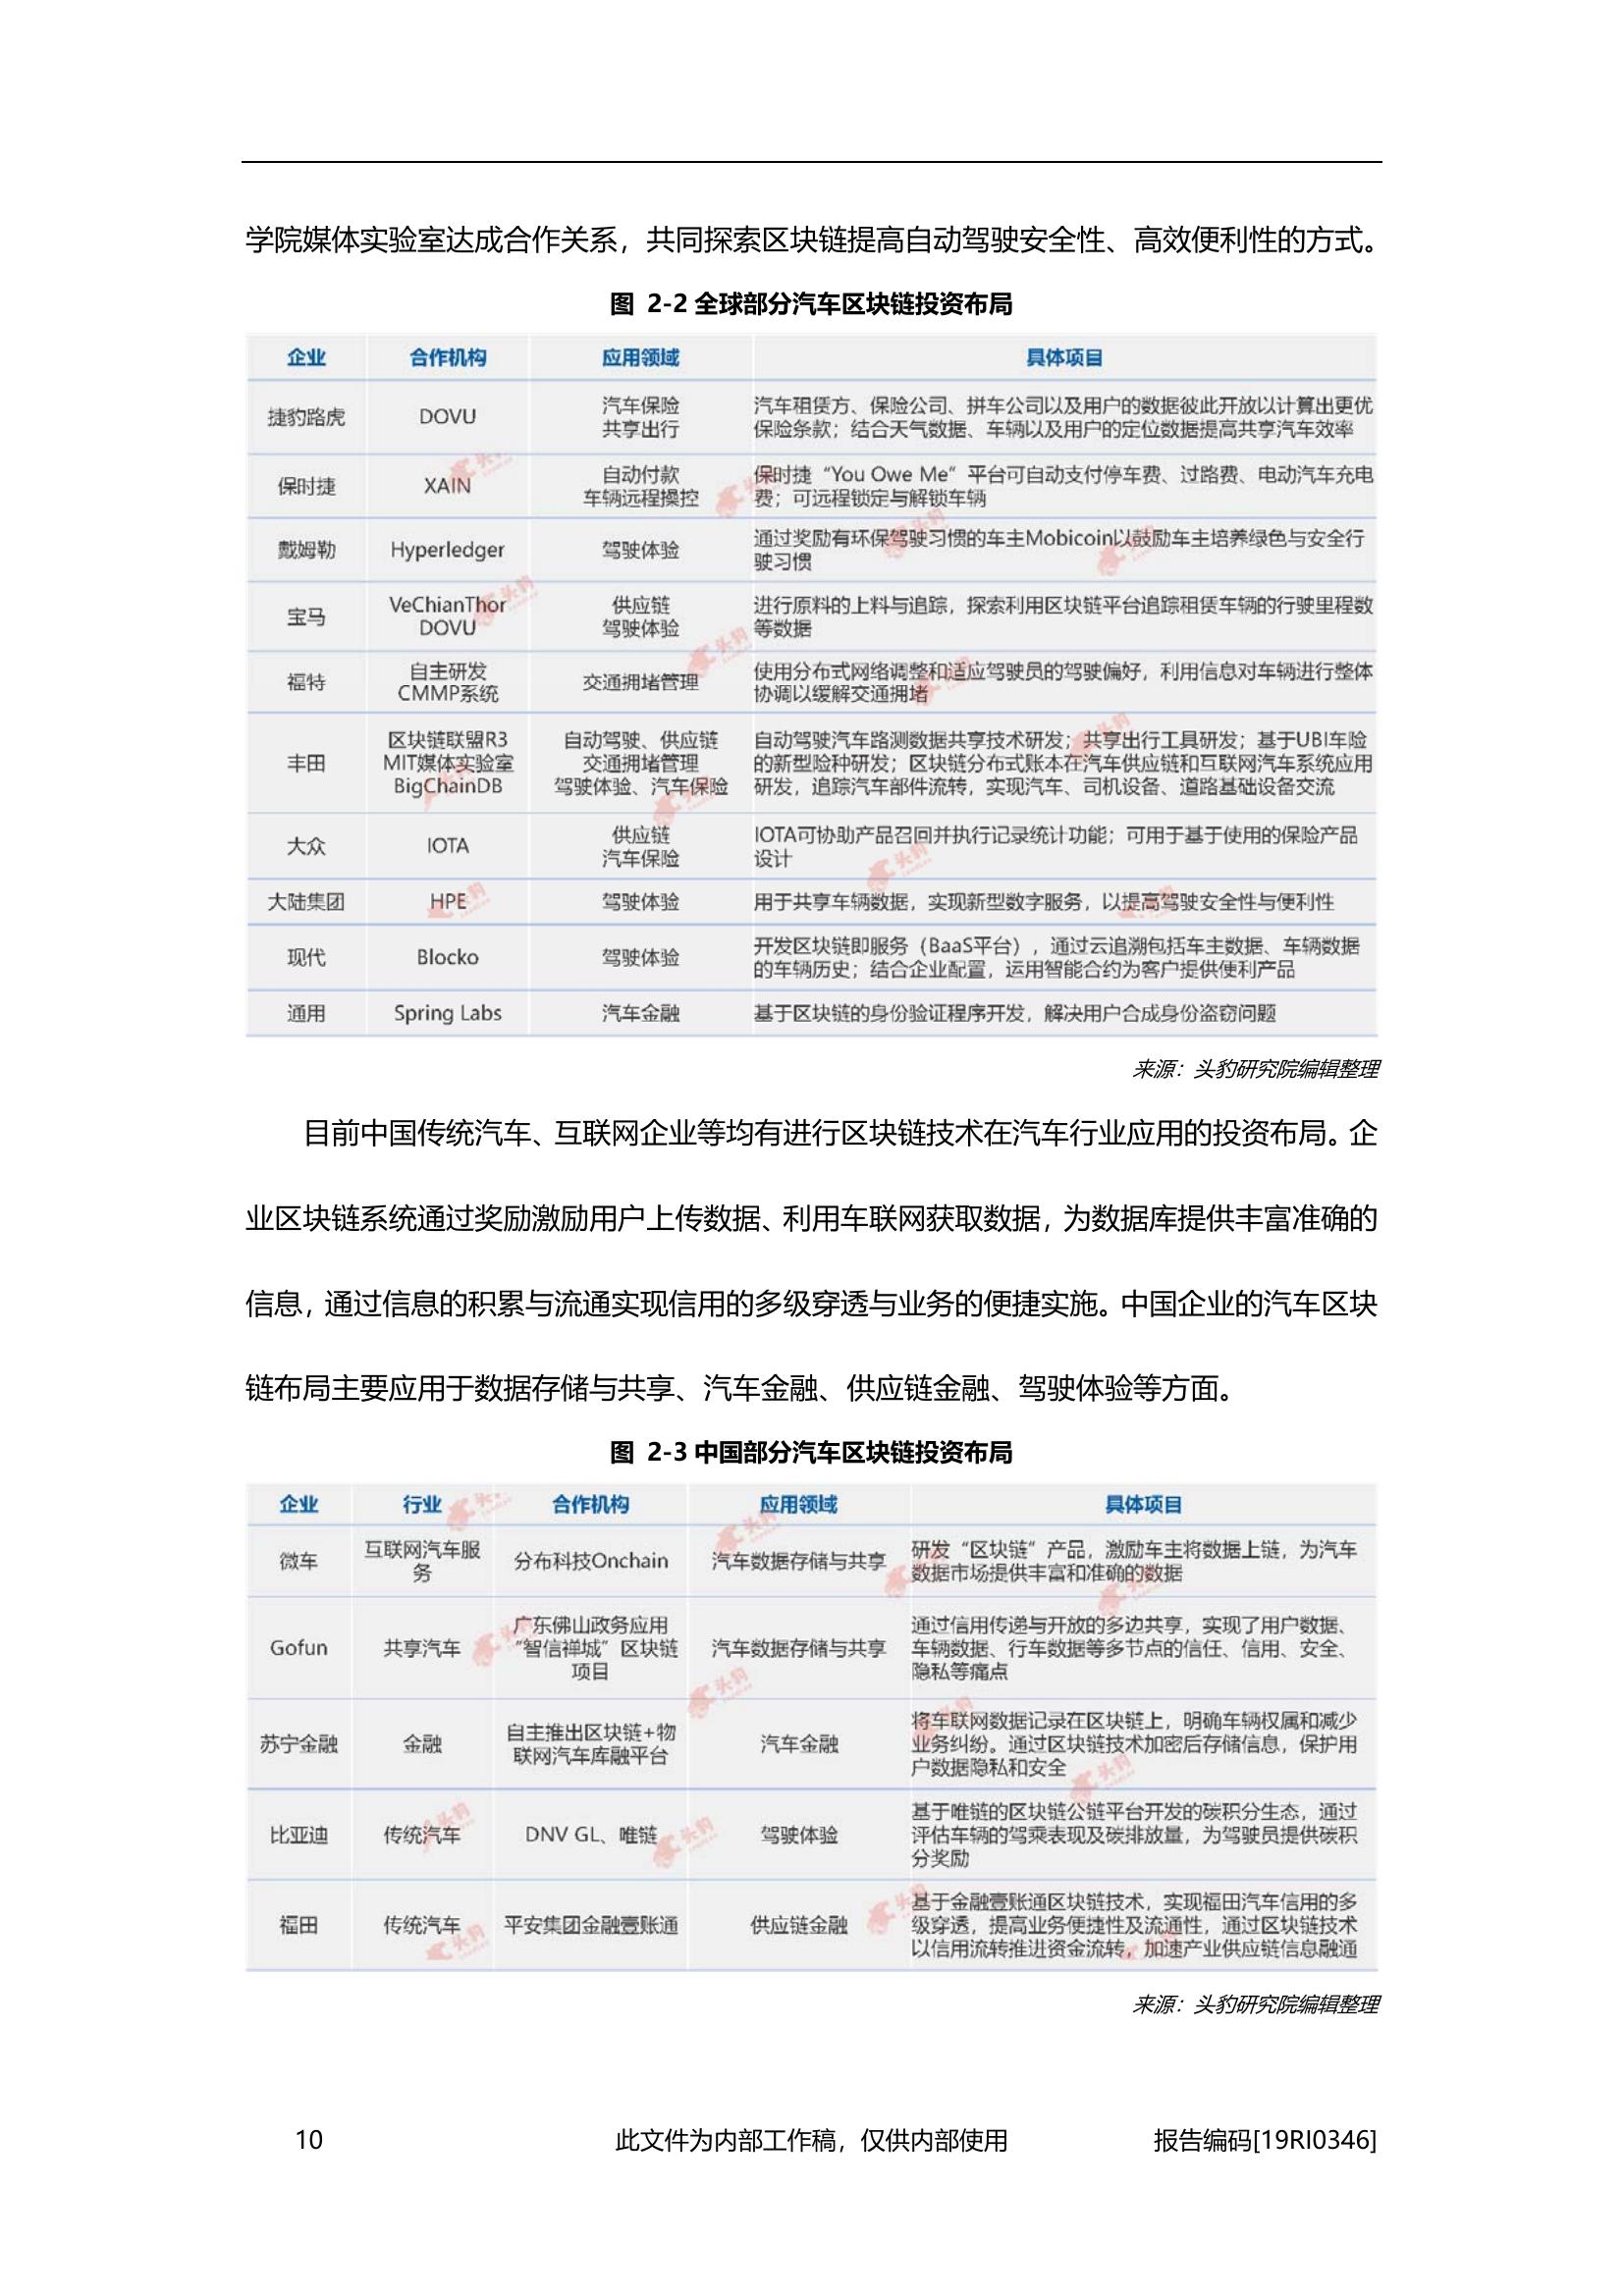 学院媒体实验室达成合作关系，共同探索区块链提高自动驾驶安全性、高效便利性的方式。
图 2-2 全球部分汽车区块链投资布局
企业 合作机构 应用领域 具体项目
捷豹路虎 DOVU 汽车保险 共享出行 汽车租赁方、保险公司、拼车公司以及用户的数据彼此开放以计算出更优
保险条款；结合天气数据、车辆以及用户的定位数据提高共享汽车效率
保时捷 XAIN 自动付款 车辆远程操控 保时捷“You Owe Me”平台可自动支付停车费、过路费、电动汽车充电
费；可远程锁定与解锁车辆
戴姆勒 Hyperledger 驾驶体验 通过奖励有环保驾驶习惯的车主Mobicoin以鼓励车主培养绿色与安全行
驶习惯
宝马 VeChianThor DOVU 供应链 驾驶体验 进行原料的上料与追踪，探索利用区块链平台追踪租赁车辆的行驶里程数
等数据
福特 自主研发 CMMP系统 交通拥堵管理 使用分布式网络调整和适应驾驶员的驾驶偏好，利用信息对车辆进行整体
协调以缓解交通拥堵
丰田 区块链联盟R3 MIT媒体实验室 BigChainDB 自动驾驶、供应链 交通拥堵管理 驾驶体验、汽车保险 自动驾驶汽车路测数据共享技术研发；共享出行工具研发；基于UBI车险
的新型险种研发；区块链分布式账本在汽车供应链和互联网汽车系统应用
研发，追踪汽车部件流转，实现汽车、司机设备、道路基础设备交流
大众 IOTA 供应链 汽车保险 IOTA可协助产品召回并执行记录统计功能；可用于基于使用的保险产品
设计
大陆集团 HPE 驾驶体验 用于共享车辆数据，实现新型数字服务，以提高驾驶安全性与便利性
现代 Blocko 驾驶体验 开发区块链即服务（BaaS平台），通过云追溯包括车主数据、车辆数据
的车辆历史；结合企业配置，运用智能合约为客户提供便利产品
通用 Spring Labs 汽车金融 基于区块链的身份验证程序开发，解决用户合成身份盗窃问题
来源：头豹研究院编辑整理
目前中国传统汽车、互联网企业等均有进行区块链技术在汽车行业应用的投资布局。企
业区块链系统通过奖励激励用户上传数据、利用车联网获取数据，为数据库提供丰富准确的
信息，通过信息的积累与流通实现信用的多级穿透与业务的便捷实施。中国企业的汽车区块
链布局主要应用于数据存储与共享、汽车金融、供应链金融、驾驶体验等方面。
图 2-3 中国部分汽车区块链投资布局
企业 行业 合作机构 应用领域 具体项目
微车 互联网汽车服务 分布科技Onchain 汽车数据存储与共享 研发“区块链”产品，激励车主将数据上链，为汽车
数据市场提供丰富和准确的数据
Gofun 共享汽车 广东佛山政务应用“智信禅城”区块链项目 汽车数据存储与共享 通过信用传递与开放的多边共享，实现了用户数据、
车辆数据、行车数据等多节点的信任、信用、安全、
隐私等痛点
苏宁金融 金融 自主推出区块链+物联网汽车库融平台 汽车金融 将车联网数据记录在区块链上，明确车辆权属和减少
业务纠纷。通过区块链技术加密后存储信息，保护用
户数据隐私和安全
比亚迪 传统汽车 DNV GL、唯链 驾驶体验 基于唯链的区块链公链平台开发的碳积分生态，通过
评估车辆的驾乘表现及碳排放量，为驾驶员提供碳积
分奖励
福田 传统汽车 平安集团金融壹账通 供应链金融 基于金融壹账通区块链技术，实现福田汽车信用的多
级穿透，提高业务便捷性及流通性，通过区块链技术
以信用流转推进资金流转，加速产业供应链信息融通
来源：头豹研究院编辑整理
10 此文件为内部工作稿，仅供内部使用 报告编码[19RI0346]